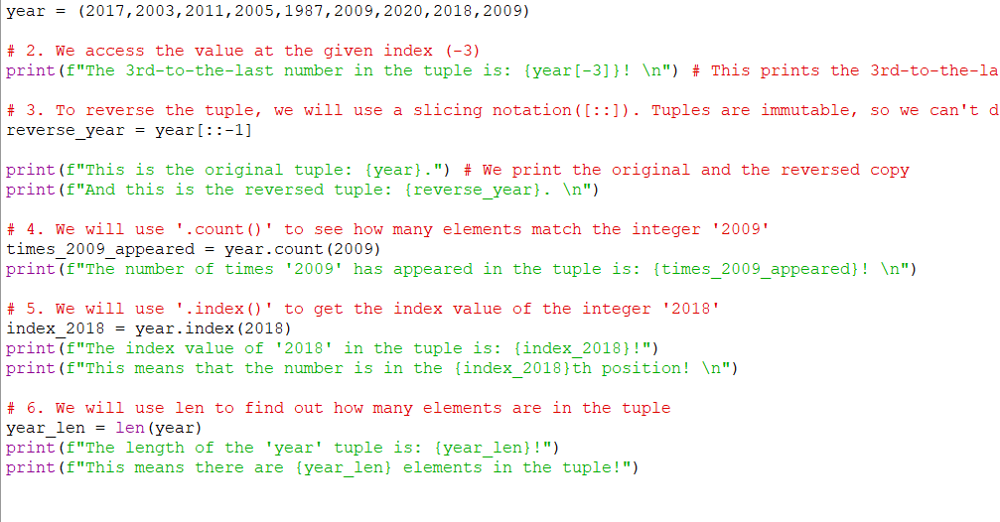 year = (2017,2003,2011,2005,1987,2009,2020,2018,2009)
# 2. We access the value at the given index (-3)
print(f"The 3rd-to-the-last number in the tuple is: {year[-3]}! \n") # This prints the 3rd-to-the-la
# 3. To reverse the tuple, we will use a slicing notation([::]). Tuples are immutable, so we can't d
reverse_year = year[::-1]
print(f"This is the original tuple: {year}.") # We print the original and the reversed copy
print(f"And this is the reversed tuple: {reverse_year}. \n")
# 4. We will use '.count()' to see how many elements match the integer '2009'
times_2009_appeared = year.count(2009)
print(f"The number of times '2009' has appeared in the tuple is: {times_2009_appeared}! \n")
# 5. We will use '.index()' to get the index value of the integer '2018'
index_2018 = year.index(2018)
print(f"The index value of '2018' in the tuple is: {index_2018}!")
print(f"This means that the number is in the {index_2018}th position! \n")
# 6. We will use len to find out how many elements are in the tuple
year_len = len(year)
print(f"The length of the 'year' tuple is: {year_len}!")
print(f"This means there are {year_len} elements in the tuple!")